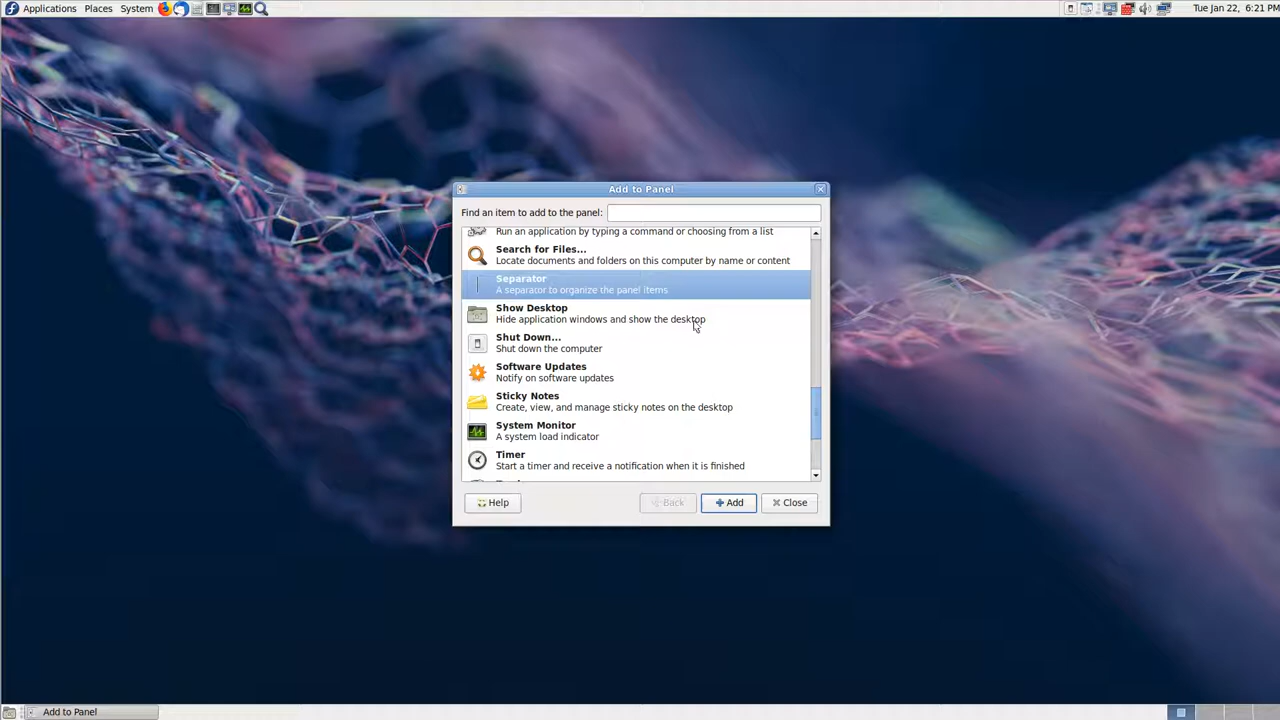 Applications Places System
Tue Jan 22, 6:21 PM
Add to Panel
Find an item to add to the panel:
Run an application by typing a command or choosing from a list
Search for Files...
Locate documents and folders on this computer by name or content
Separator
A separator to organize the panel items
Show Desktop
Hide application windows and show the desktop
Shut Down...
Shut down the computer
Software Updates
Notify on software updates
Sticky Notes
Create, view, and manage sticky notes on the desktop
System Monitor
A system load indicator
Timer
Start a timer and receive a notification when it is finished
Help Back Add Close
Add to Panel